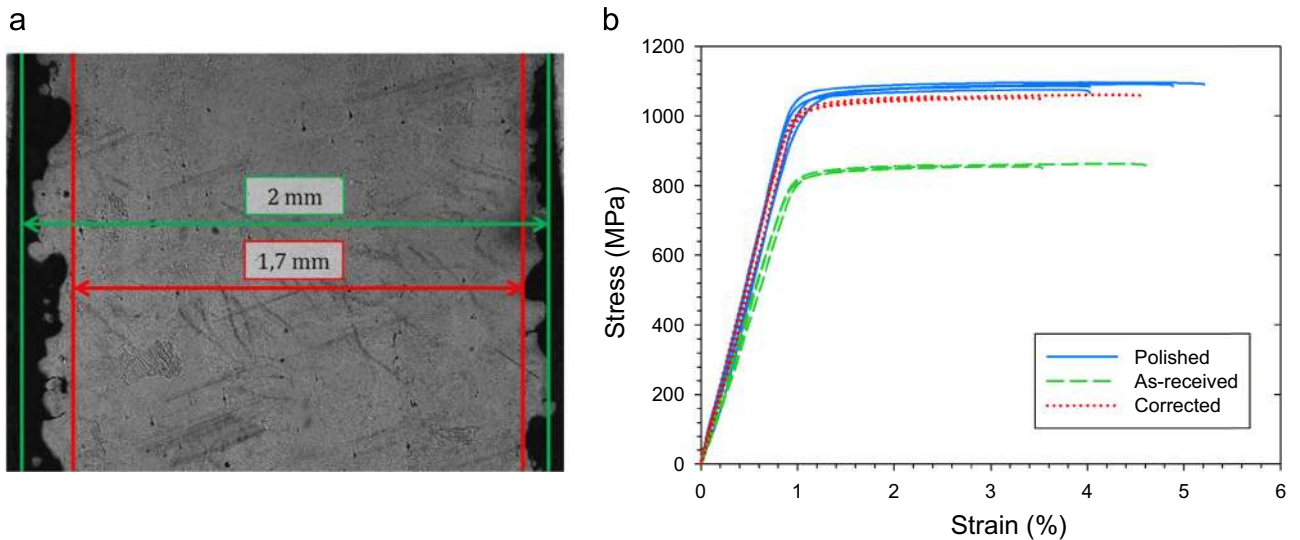 a
2 mm
1,7 mm
b
1200
1000
800
600
400
200
0
Stress (MPa)
Polished
As-received
Corrected
0 1 2 3 4 5 6
Strain (%)